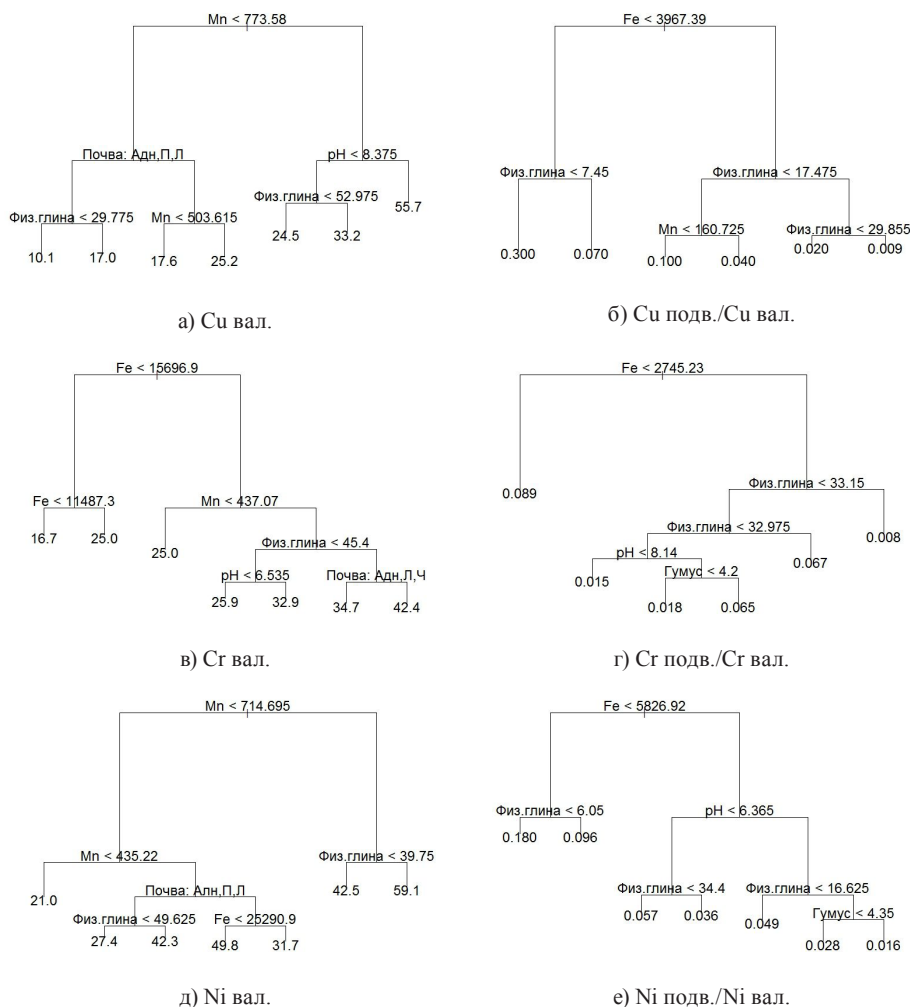 Mn < 773.58
Почва: Адн,П,Л
pH < 8.375
Физ.глина < 29.775
Mn < 503.615
Физ.глина < 52.975
55.7
10.1
17.0
17.6
25.2
24.5
33.2
а) Cu вал.
Fe < 3967.39
Физ.глина < 7.45
Физ.глина < 17.475
Mn < 160.725
Физ.глина < 29.855
0.300
0.070
0.100
0.040
0.020
0.009
б) Cu подв./Cu вал.
Fe < 15696.9
Fe < 11487.3
Mn < 437.07
16.7
25.0
25.0
Физ.глина < 45.4
pH < 6.535
Почва: Адн,Л,Ч
25.9
32.9
34.7
42.4
в) Cr вал.
Fe < 2745.23
0.089
Физ.глина < 33.15
Физ.глина < 32.975
0.008
pH < 8.14
0.067
0.015
Гумус < 4.2
0.018
0.065
г) Cr подв./Cr вал.
Mn < 714.695
Mn < 435.22
Физ.глина < 39.75
21.0
Почва: Алн,П,Л
42.5
59.1
Физ.глина < 49.625
Fe < 25290.9
27.4
42.3
49.8
31.7
д) Ni вал.
Fe < 5826.92
Физ.глина < 6.05
pH < 6.365
0.180
0.096
Физ.глина < 34.4
Физ.глина < 16.625
0.057
0.036
0.049
Гумус < 4.35
0.028
0.016
е) Ni подв./Ni вал.